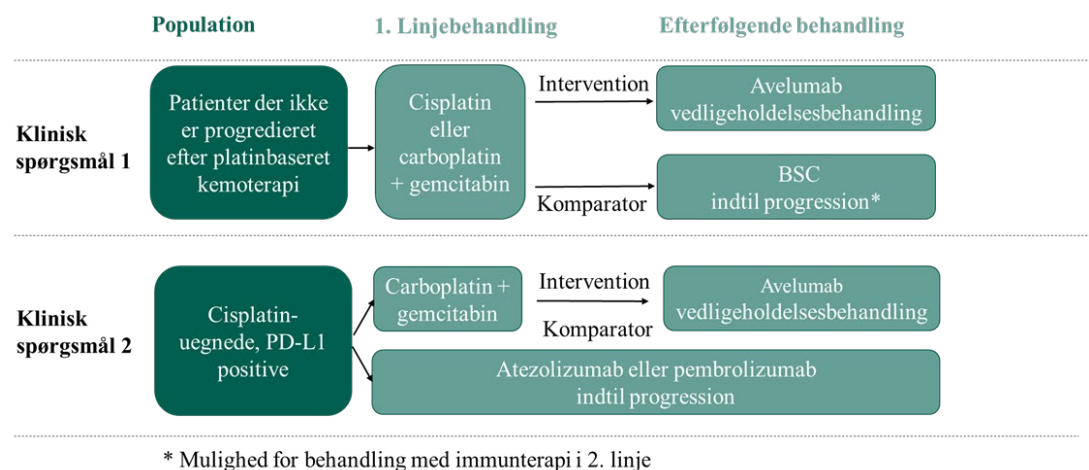 Population
1. Linjebehandling
Efterfølgende behandling
Klinisk
spørgsmål 1
Patienter der ikke
er progredieret
efter platinbaseret
kemoterapi
Cisplatin
eller
carboplatin
+ gemcitabin
Intervention
Komparator
Avelumab
vedligeholdelsesbehandling
BSC
indtil progression*
Klinisk
spørgsmål 2
Cisplatin-
uegnede, PD-L1
positive
Carboplatin +
gemcitabin
Intervention
Komparator
Avelumab
vedligeholdelsesbehandling
Atezolizumab eller pembrolizumab
indtil progression
* Mulighed for behandling med immunterapi i 2. linje